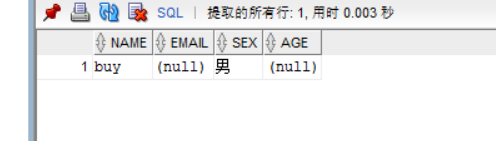 SQL | 提取的所有行: 1, 用时 0.003 秒
NAME EMAIL SEX AGE
1 buy (null) 男 (null)